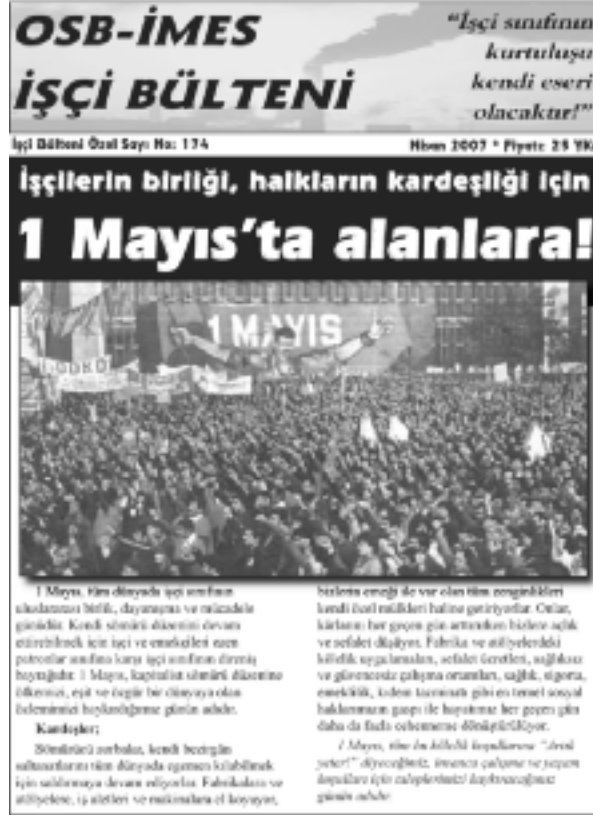 OSB-İMES
İŞÇİ BÜLTENİ
“İşçi sınıfının
kurtuluşu
kendi eseri
olacaktır!”
İşçi Bülteni Özel Sayı No: 174
Nisan 2007 * Fiyatı: 25 YKr
İşçilerin birliği, halkların kardeşliği için
1 Mayıs’ta alanlara!
1 MAYIS
1 Mayıs, tüm dünyada işçi sınıfının
uluslararası birlik, dayanışma ve mücadele
günüdür. Kendi sömürü düzenini devam
ettirebilmek için işçi ve emekçileri ezen
patronlar sınıfına karşı işçi sınıfının direniş
bayrağıdır. 1 Mayıs, kapitalist sömürü düzenine
öfkemizi, eşit ve özgür bir dünyaya olan
özlemimizi haykırdığımız günün adıdır.
Kardeşler;
Sömürücü zorbalar, kendi bezirgân
saltanatlarını tüm dünyada egemen kılabilmek
için saldırmaya devam ediyorlar. Fabrikalara ve
atölyelere, iş aletleri ve makinalara el koyuyor,
bizlerin emeği ile var olan tüm zenginlikleri
kendi özel mülkleri haline getiriyorlar. Onlar,
kârlarını her geçen gün arttırırken bizlere açlık
ve sefalet düşüyor. Fabrika ve atölyelerdeki
kölelik uygulamaları, sefalet ücretleri, sağlıksız
ve güvencesiz çalışma ortamları, sağlık, sigorta,
emeklilik, kıdem tazminatı gibi en temel sosyal
haklarımızın gaspı ile hayatımız her geçen gün
daha da fazla cehenneme dönüştürülüyor.
1 Mayıs, tüm bu kölelik koşullarına “Artık
yeter!” diyeceğimiz, insanca çalışma ve yaşam
koşulları için taleplerimizi haykıracağımız
günün adıdır.